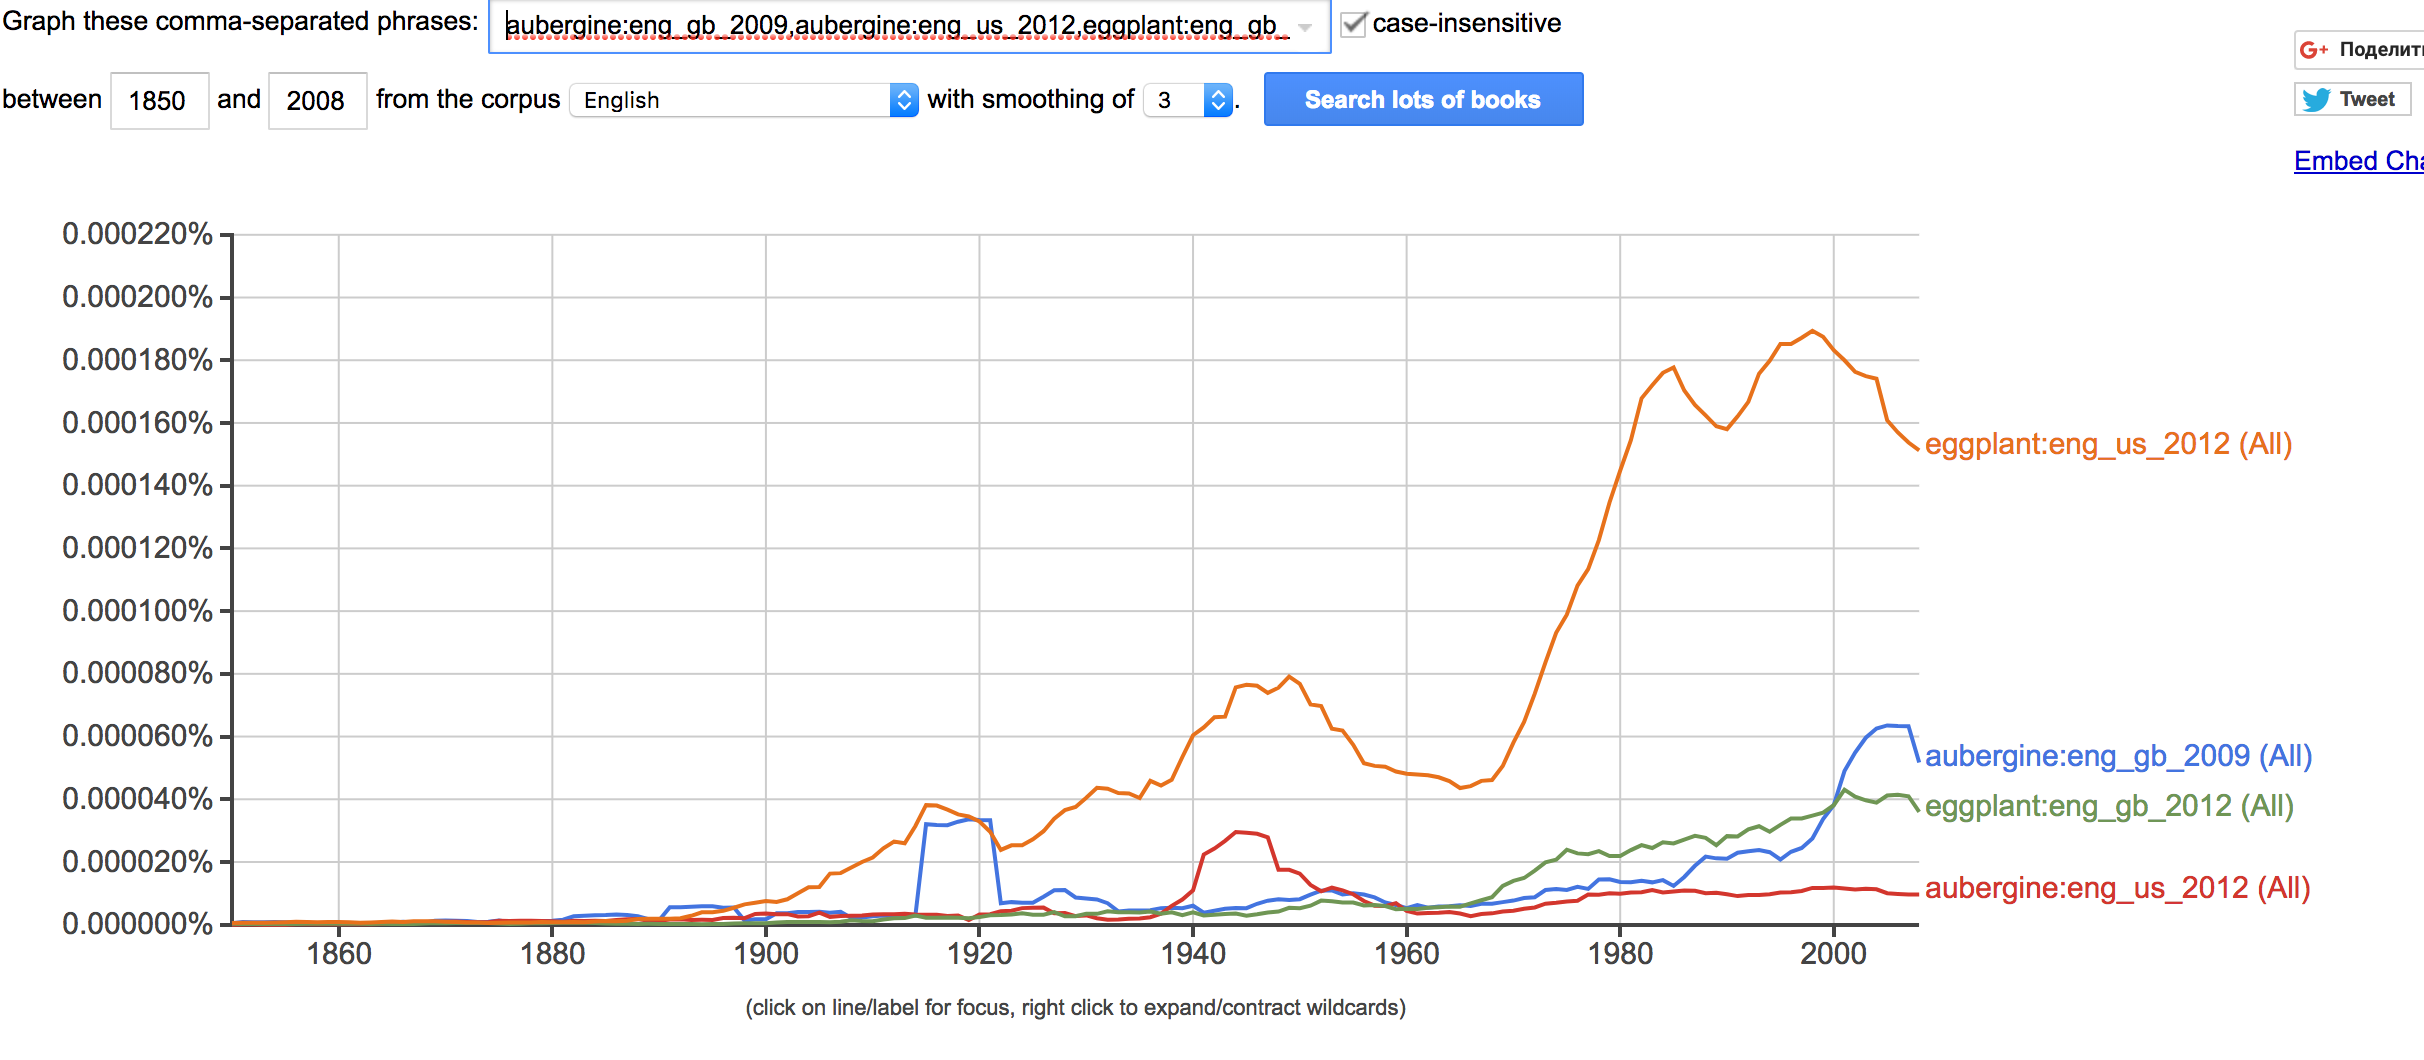 Graph these comma-separated phrases: aubergine:eng_gb_2009,aubergine:eng_us_2012,eggplant:eng_gb_ case-insensitive
G+ Поделить
between 1850 and 2008 from the corpus English with smoothing of 3 . Search lots of books
Tweet
Embed Cha
0.000220%
0.000200%
0.000180%
0.000160%
eggplant:eng_us_2012 (All)
0.000140%
0.000120%
0.000100%
0.000080%
0.000060%
aubergine:eng_gb_2009 (All)
0.000040%
eggplant:eng_gb_2012 (All)
0.000020%
aubergine:eng_us_2012 (All)
0.000000%
1860 1880 1900 1920 1940 1960 1980 2000
(click on line/label for focus, right click to expand/contract wildcards)